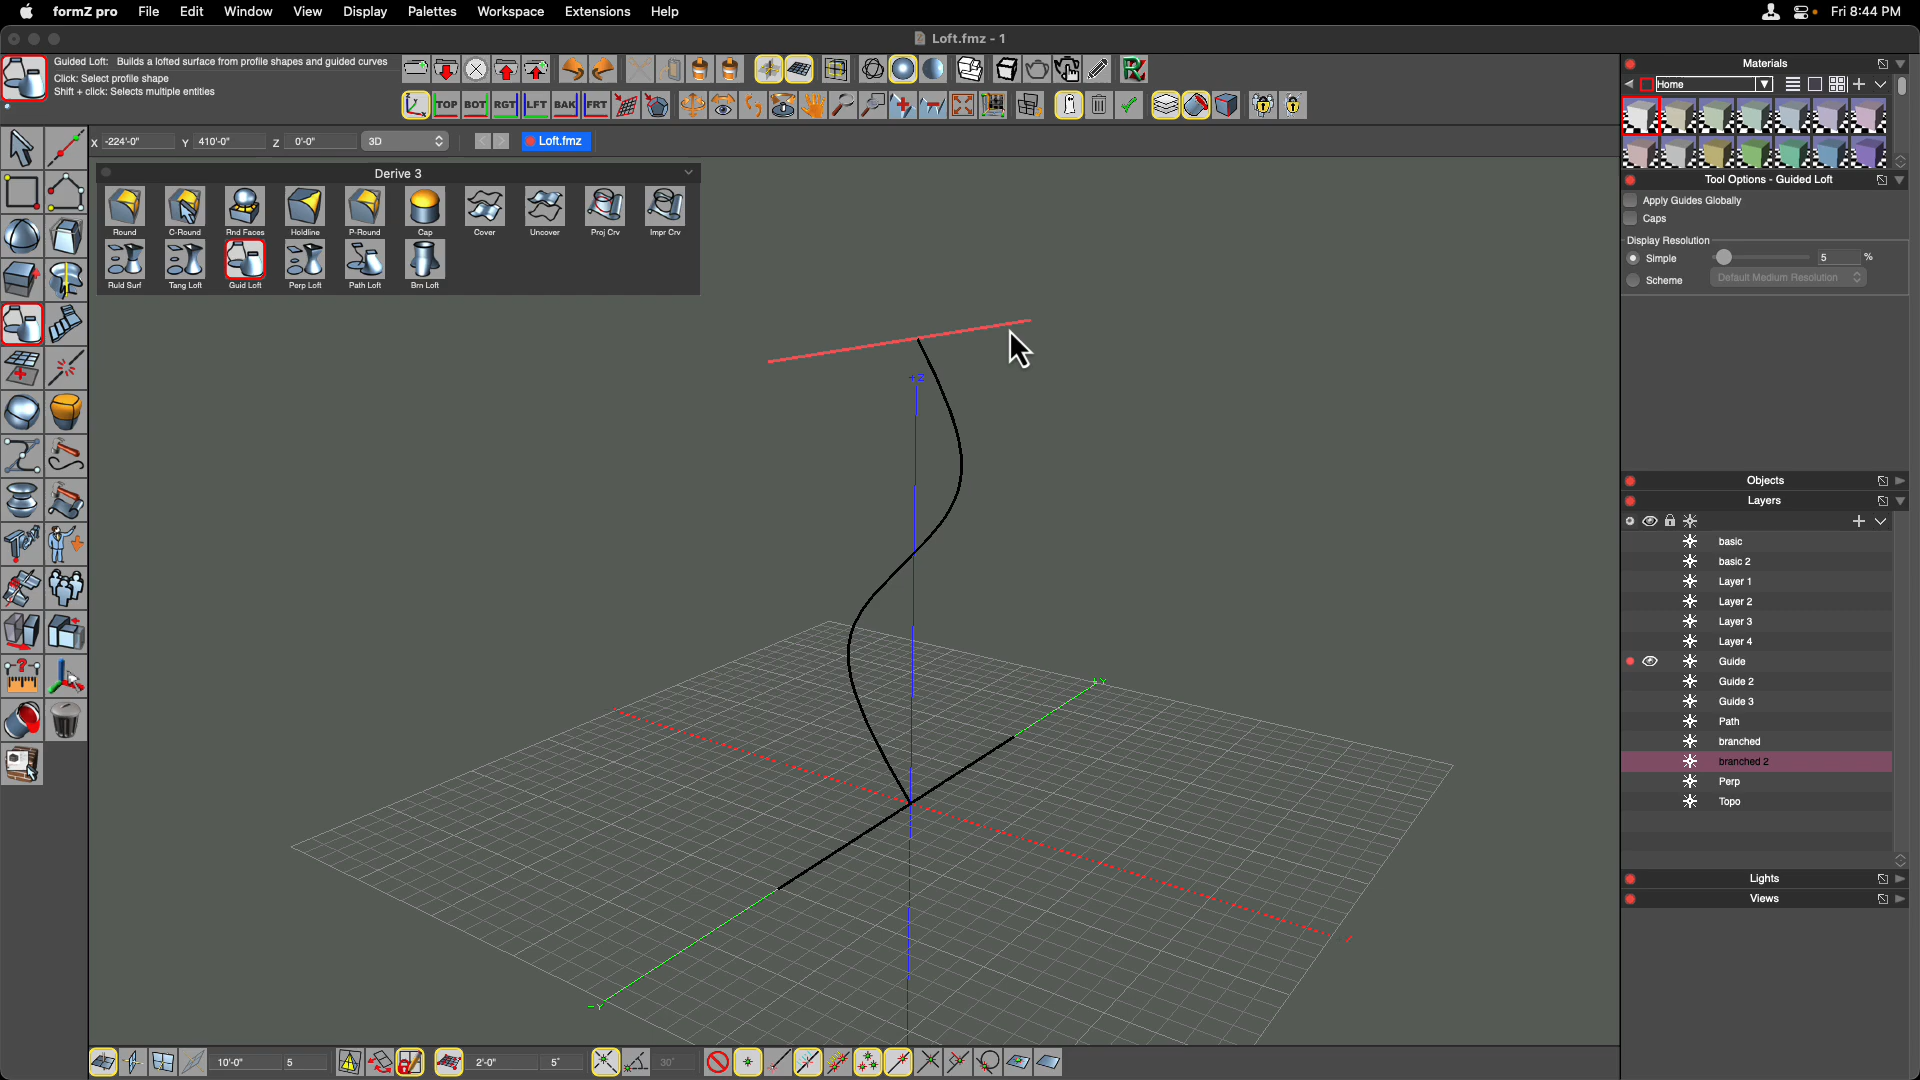 formZ pro File Edit Window View Display Palettes Workspace Extensions Help Fri 8:44 PM
Loft.fmz - 1
Guided Loft: Builds a lofted surface from profile shapes and guided curves
Click: Select profile shape
Shift + click: Selects multiple entities
TOP BOT RGT LFT BAK FRT
X -224'-0" Y 410'-0" Z 0'-0" 3D Loft.fmz
Derive 3
Round C-Round Rnd Faces Holdline P-Round Cap Cover Uncover Proj Crv Impr Crv
Ruld Surf Tang Loft Guid Loft Perp Loft Path Loft Brn Loft
+Z
+Y
-Y
Materials
Home
Tool Options - Guided Loft
Apply Guides Globally
Caps
Display Resolution
Simple 5 %
Scheme Default Medium Resolution
Objects
Layers
basic
basic 2
Layer 1
Layer 2
Layer 3
Layer 4
Guide
Guide 2
Guide 3
Path
branched
branched 2
Perp
Topo
Lights
Views
10'-0" 5 2'-0" 5° 30°